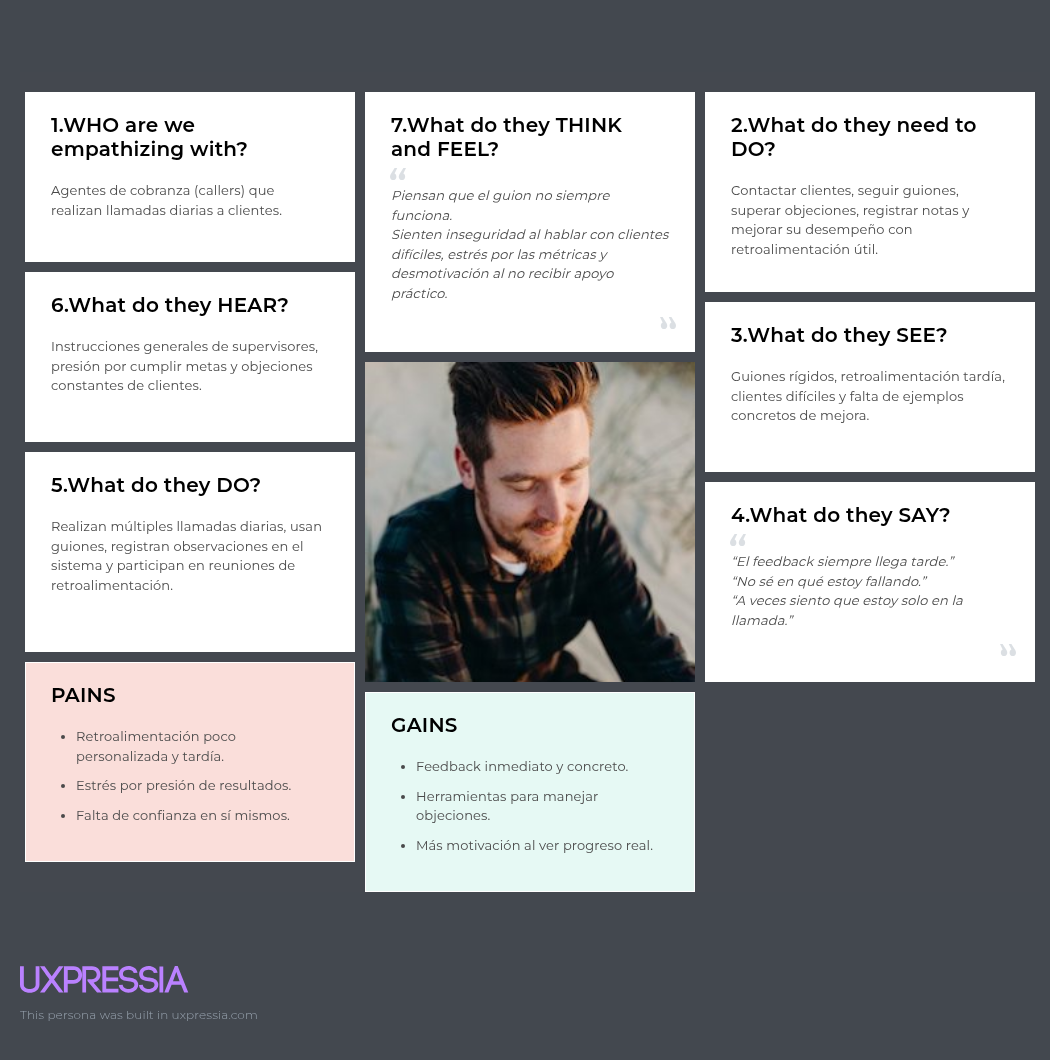 1.WHO are we
empathizing with?
Agentes de cobranza (callers) que
realizan llamadas diarias a clientes.
6.What do they HEAR?
Instrucciones generales de supervisores,
presión por cumplir metas y objeciones
constantes de clientes.
5.What do they DO?
Realizan múltiples llamadas diarias, usan
guiones, registran observaciones en el
sistema y participan en reuniones de
retroalimentación.
PAINS
• Retroalimentación poco
personalizada y tardía.
• Estrés por presión de resultados.
• Falta de confianza en sí mismos.
7.What do they THINK
and FEEL?
“
Piensan que el guion no siempre
funciona.
Sienten inseguridad al hablar con clientes
difíciles, estrés por las métricas y
desmotivación al no recibir apoyo
práctico.
”
GAINS
• Feedback inmediato y concreto.
• Herramientas para manejar
objeciones.
• Más motivación al ver progreso real.
2.What do they need to
DO?
Contactar clientes, seguir guiones,
superar objeciones, registrar notas y
mejorar su desempeño con
retroalimentación útil.
3.What do they SEE?
Guiones rígidos, retroalimentación tardía,
clientes difíciles y falta de ejemplos
concretos de mejora.
4.What do they SAY?
“
“El feedback siempre llega tarde.”
“No sé en qué estoy fallando.”
“A veces siento que estoy solo en la
llamada.”
”
UXPRESSIA
This persona was built in uxpressia.com